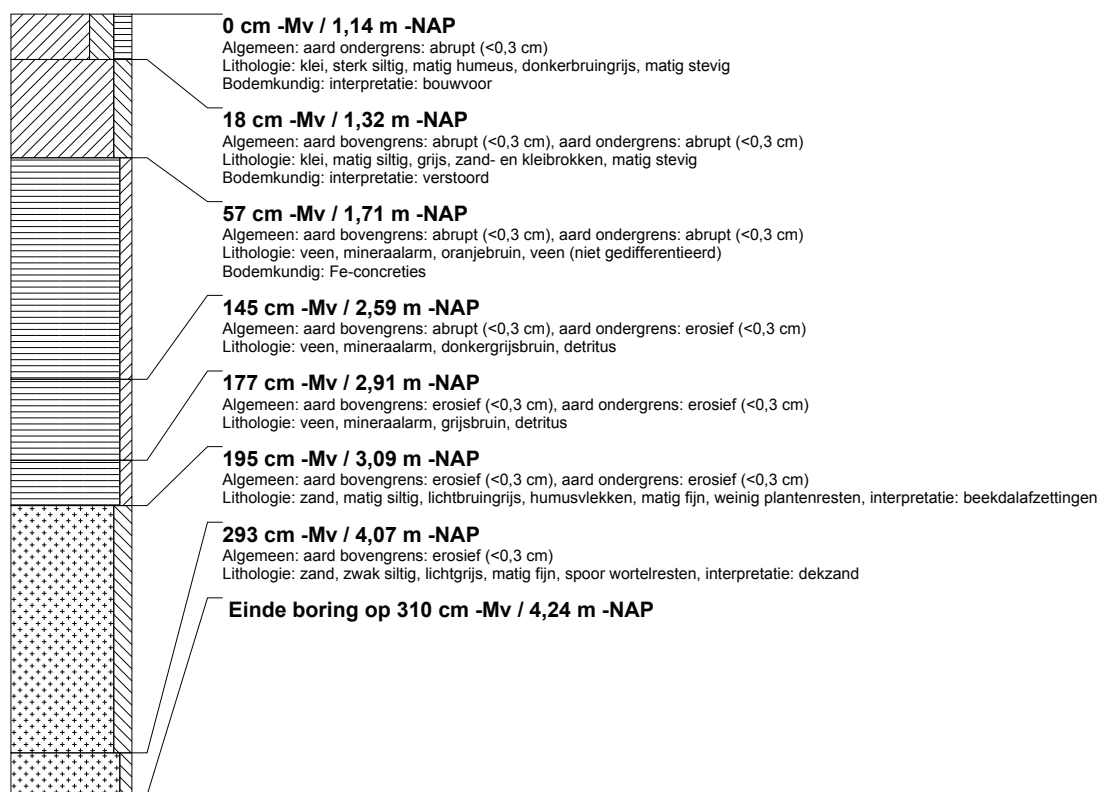 0 cm -Mv / 1,14 m -NAP
Algemeen: aard ondergrens: abrupt (<0,3 cm)
Lithologie: klei, sterk siltig, matig humeus, donkerbruingrijs, matig stevig
Bodemkundig: interpretatie: bouwvoor
18 cm -Mv / 1,32 m -NAP
Algemeen: aard bovengrens: abrupt (<0,3 cm), aard ondergrens: abrupt (<0,3 cm)
Lithologie: klei, matig siltig, grijs, zand- en kleibrokken, matig stevig
Bodemkundig: interpretatie: verstoord
57 cm -Mv / 1,71 m -NAP
Algemeen: aard bovengrens: abrupt (<0,3 cm), aard ondergrens: abrupt (<0,3 cm)
Lithologie: veen, mineraalarm, oranjebruin, veen (niet gedifferentieerd)
Bodemkundig: Fe-concreties
145 cm -Mv / 2,59 m -NAP
Algemeen: aard bovengrens: abrupt (<0,3 cm), aard ondergrens: erosief (<0,3 cm)
Lithologie: veen, mineraalarm, donkergrijsbruin, detritus
177 cm -Mv / 2,91 m -NAP
Algemeen: aard bovengrens: erosief (<0,3 cm), aard ondergrens: erosief (<0,3 cm)
Lithologie: veen, mineraalarm, grijsbruin, detritus
195 cm -Mv / 3,09 m -NAP
Algemeen: aard bovengrens: erosief (<0,3 cm), aard ondergrens: erosief (<0,3 cm)
Lithologie: zand, matig siltig, lichtbruingrijs, humusvlekken, matig fijn, weinig plantenresten, interpretatie: beekdalafzettingen
293 cm -Mv / 4,07 m -NAP
Algemeen: aard bovengrens: erosief (<0,3 cm)
Lithologie: zand, zwak siltig, lichtgrijs, matig fijn, spoor wortelresten, interpretatie: dekzand
Einde boring op 310 cm -Mv / 4,24 m -NAP